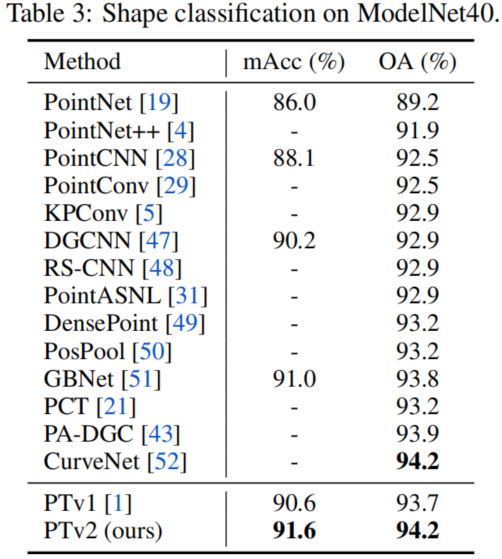 Table 3: Shape classification on ModelNet40.
Method mAcc (%) OA (%)
PointNet [19] 86.0 89.2
PointNet++ [4] - 91.9
PointCNN [28] 88.1 92.5
PointConv [29] - 92.5
KPConv [5] - 92.9
DGCNN [47] 90.2 92.9
RS-CNN [48] - 92.9
PointASNL [31] - 92.9
DensePoint [49] - 93.2
PosPool [50] - 93.2
GBNet [51] 91.0 93.8
PCT [21] - 93.2
PA-DGC [43] - 93.9
CurveNet [52] - 94.2
PTv1 [1] 90.6 93.7
PTv2 (ours) 91.6 94.2